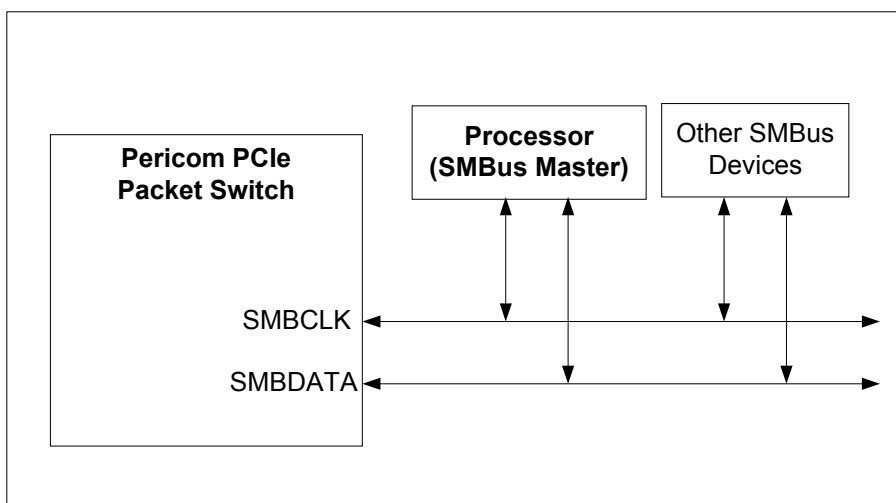 Pericom PCIe
Packet Switch
Processor
(SMBus Master)
Other SMBus
Devices
SMBCLK
SMBDATA